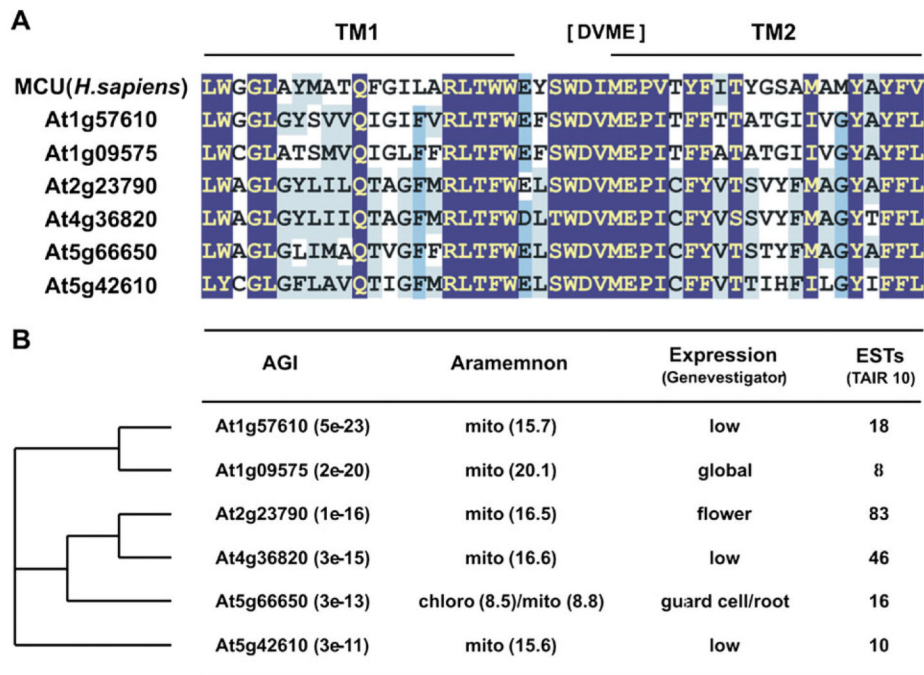 A
TM1 [DVME] TM2
MCU(H.sapiens) LWGGLAYMATQFGILARLTWWEYSWDIMEPVTYFITYGSAMAMYAYFV
At1g57610 LWGGLGYSVVQIGIFVRLTFWEFSWDVMEPITFFTTATGIIVGYAYFL
At1g09575 LWCGLATSMVQIGLFFRLTFWEFSWDVMEPITFFATATGIIVGYAYFL
At2g23790 LWAGLGYLILQTAGFMRLTFWELSWDVMEPICFYVTSVYFMAGYAFFL
At4g36820 LWAGLGYLIIQTAGFMRLTFWDLTWDVMEPICFYVSSVYFMAGYTFFL
At5g66650 LWAGLGLIMAQTVGFFRLTFWELSWDVMEPICFYVTSTYFMAGYAFFL
At5g42610 LYCGLGFLAVQTIGFMRLTFWELSWDVMEPICFFVTTIHFILGYIFFL
B
AGI Aramemnon Expression ESTs
(Genevestigator) (TAIR 10)
At1g57610 (5e-23) mito (15.7) low 18
At1g09575 (2e-20) mito (20.1) global 8
At2g23790 (1e-16) mito (16.5) flower 83
At4g36820 (3e-15) mito (16.6) low 46
At5g66650 (3e-13) chloro (8.5)/mito (8.8) guard cell/root 16
At5g42610 (3e-11) mito (15.6) low 10